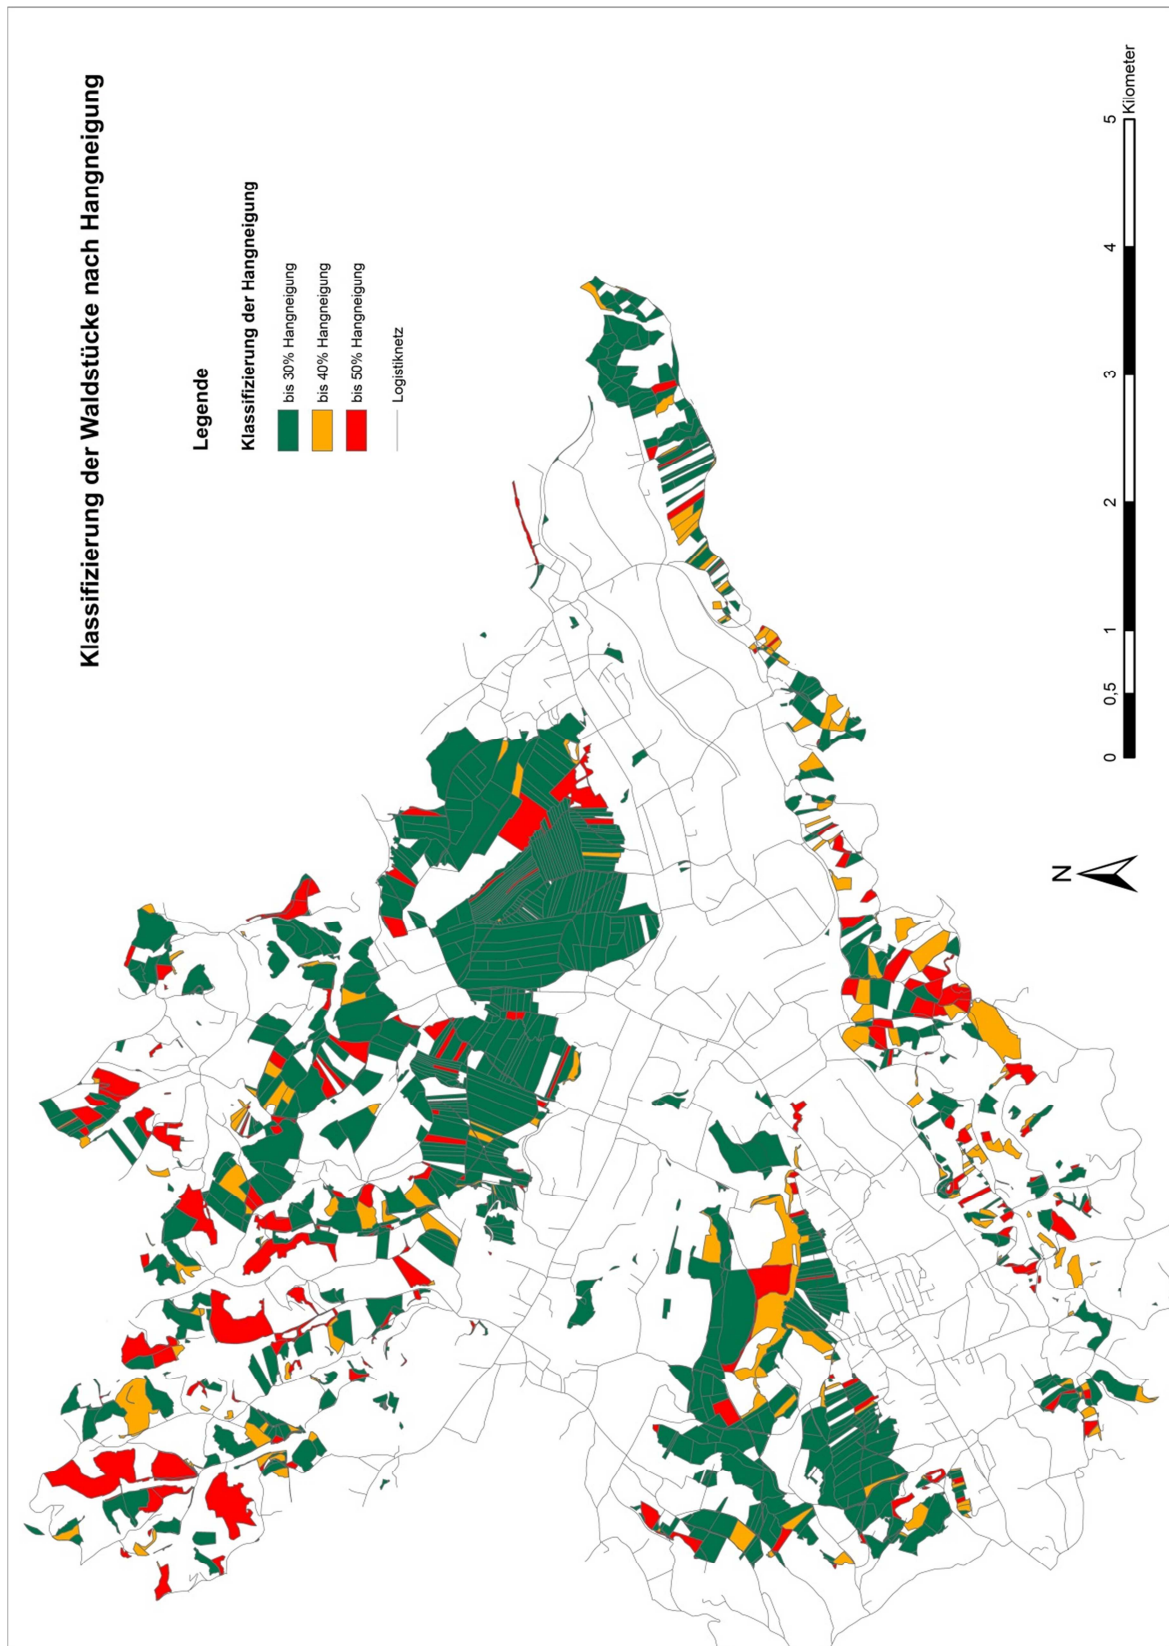 Klassifizierung der Waldstücke nach Hangneigung
Legende
Klassifizierung der Hangneigung
bis 30% Hangneigung
bis 40% Hangneigung
bis 50% Hangneigung
Logistiknetz
N
0 0,5 1 2 3 4 5
Kilometer